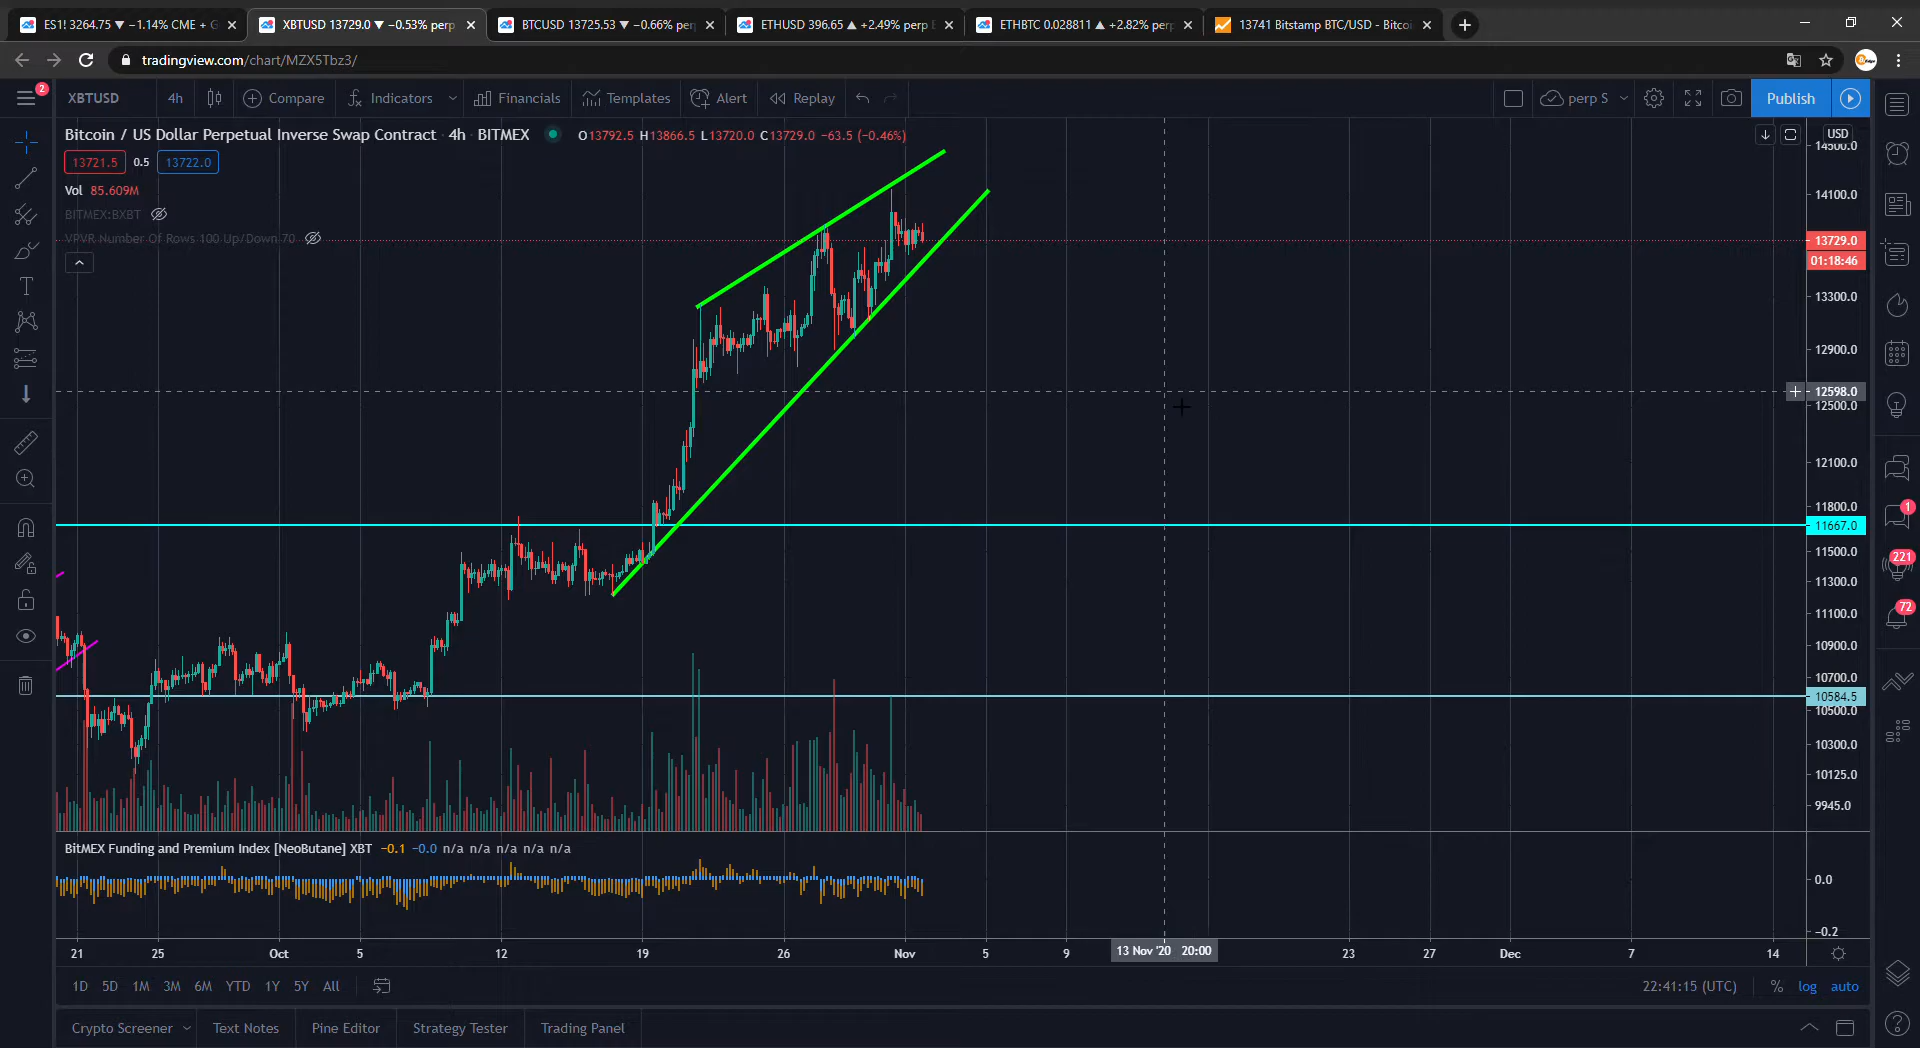 ES1! 3264.75 ▼ −1.14% CME + G
XBTUSD 13729.0 ▼ −0.53% perp
BTCUSD 13725.53 ▼ −0.66% per
ETHUSD 396.65 ▲ +2.49% perp
ETHBTC 0.028811 ▲ +2.82% per
13741 Bitstamp BTC/USD - Bitco
tradingview.com/chart/MZX5Tbz3/
2
XBTUSD
4h
Compare
Indicators
Financials
Templates
Alert
Replay
perp S
Publish
Bitcoin / US Dollar Perpetual Inverse Swap Contract · 4h · BITMEX
O13792.5 H13866.5 L13720.0 C13729.0 −63.5 (−0.46%)
USD
13721.5
0.5
13722.0
Vol 85.609M
BITMEX:BXBT
VPVR Number Of Rows 100 Up/Down 70
14500.0
14100.0
13729.0
01:18:46
13300.0
12900.0
12598.0
12500.0
12100.0
11800.0
11667.0
11500.0
11300.0
11100.0
10900.0
10700.0
10584.5
10500.0
10300.0
10125.0
9945.0
1
221
72
BitMEX Funding and Premium Index [NeoButane] XBT −0.1 −0.0 n/a n/a n/a n/a n/a
0.0
−0.2
21
25
Oct
5
12
19
26
Nov
5
9
13 Nov '20 20:00
23
27
Dec
7
14
1D
5D
1M
3M
6M
YTD
1Y
5Y
All
22:41:15 (UTC)
%
log
auto
Crypto Screener
Text Notes
Pine Editor
Strategy Tester
Trading Panel